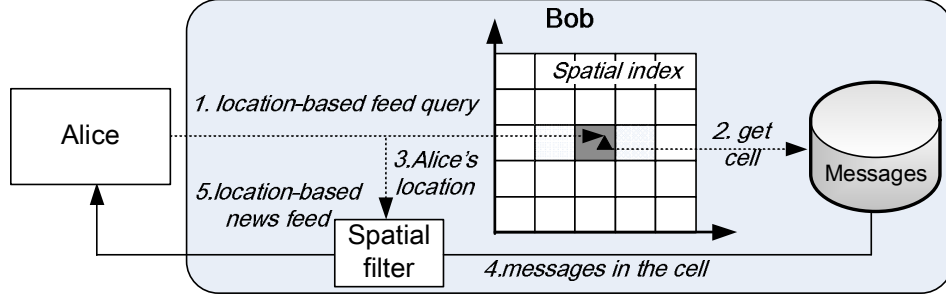 Bob
Spatial index
1. location-based feed query
Alice
2. get
cell
3.Alice's
location
Messages
5.location-based
news feed
Spatial
filter
4.messages in the cell